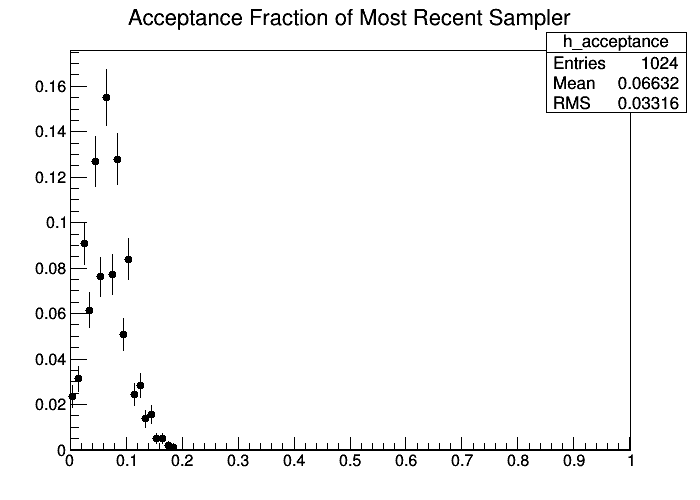 Acceptance Fraction of Most Recent Sampler
h_acceptance
Entries 1024
Mean 0.06632
RMS 0.03316
0.16
0.14
0.12
0.1
0.08
0.06
0.04
0.02
0
0 0.1 0.2 0.3 0.4 0.5 0.6 0.7 0.8 0.9 1